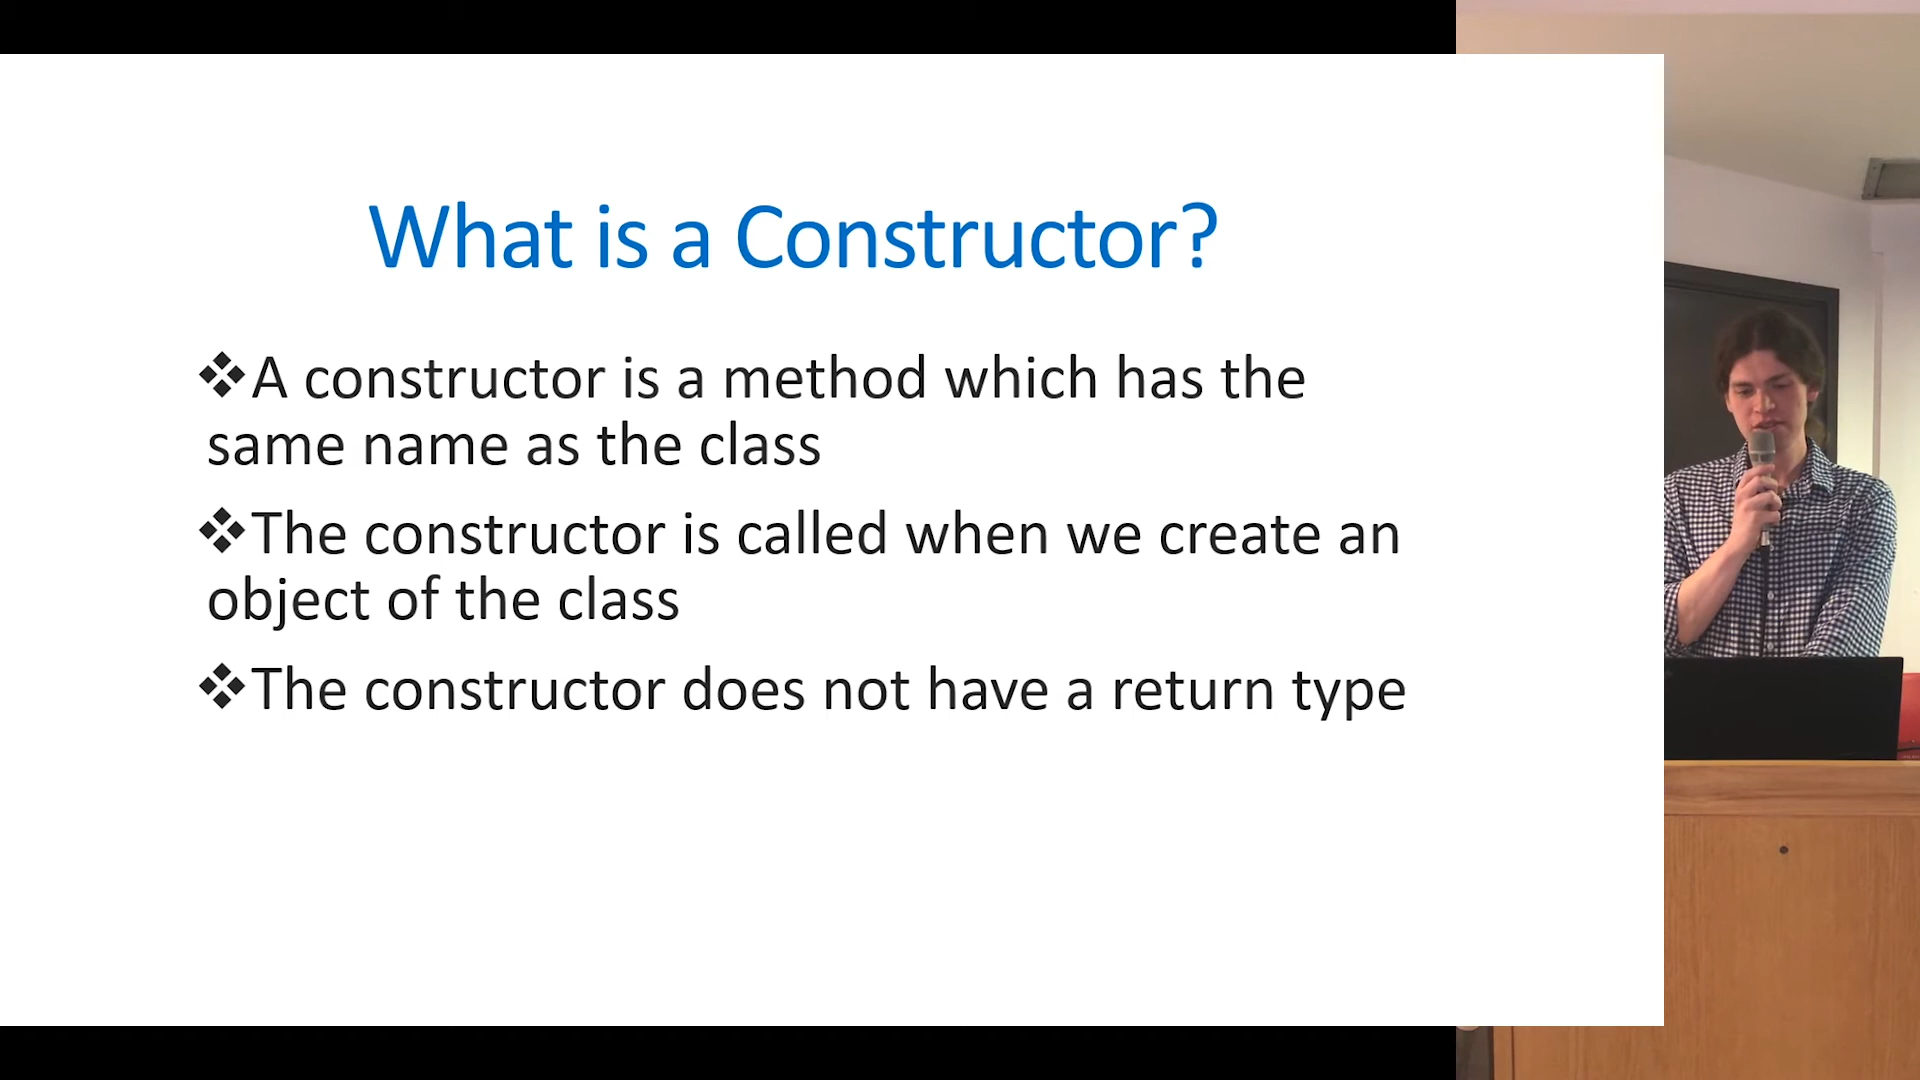 What is a Constructor?
❖A constructor is a method which has the
same name as the class
❖The constructor is called when we create an
object of the class
❖The constructor does not have a return type